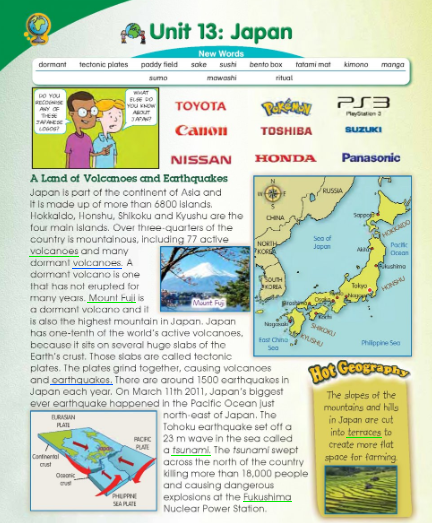 Unit 13: Japan
New Words
dormant tectonic plates paddy field sake sushi bento box tatami mat kimono manga
sumo mawashi ritual
DO YOU
RECOGNISE
ANY OF
THESE
JAPANESE
LOGOS?
WHAT
ELSE DO
YOU KNOW
ABOUT
JAPAN?
TOYOTA
POKéMON
PS3
PlayStation 3
Canon
TOSHIBA
SUZUKI
NISSAN
HONDA
Panasonic
A Land of Volcanoes and Earthquakes
Japan is part of the continent of Asia and
it is made up of more than 6800 islands.
Hokkaido, Honshu, Shikoku and Kyushu are the
four main islands. Over three-quarters of the
country is mountainous, including 77 active
volcanoes and many
dormant volcanoes. A
dormant volcano is one
that has not erupted for
many years. Mount Fuji is
a dormant volcano and it
is also the highest mountain in Japan. Japan
has one-tenth of the world's active volcanoes,
because it sits on several huge slabs of the
Earth's crust. Those slabs are called tectonic
plates. The plates grind together, causing volcanoes
and earthquakes. There are around 1500 earthquakes in
Japan each year. On March 11th 2011, Japan's biggest
ever earthquake happened in the Pacific Ocean just
north-east of Japan. The
Tohoku earthquake set off a
23 m wave in the sea called
a tsunami. The tsunami swept
across the north of the country
killing more than 18,000 people
and causing dangerous
explosions at the Fukushima
Nuclear Power Station.
Mount Fuji
RUSSIA
CHINA
Sapporo
HOKKAIDO
NORTH
KOREA
Sea of
Japan
Akita
Pacific
Ocean
Fukushima
SOUTH
KOREA
Tokyo
HONSHU
Hiroshima
Osaka
Nagasaki
SHIKOKU
KYUSHU
East China
Sea
Philippine Sea
EURASIAN
PLATE
Japan
PACIFIC
PLATE
Continental
crust
Oceanic
crust
PHILIPPINE
SEA PLATE
Hot Geography
The slopes of the
mountains and hills
in Japan are cut
into terraces to
create more flat
space for farming.